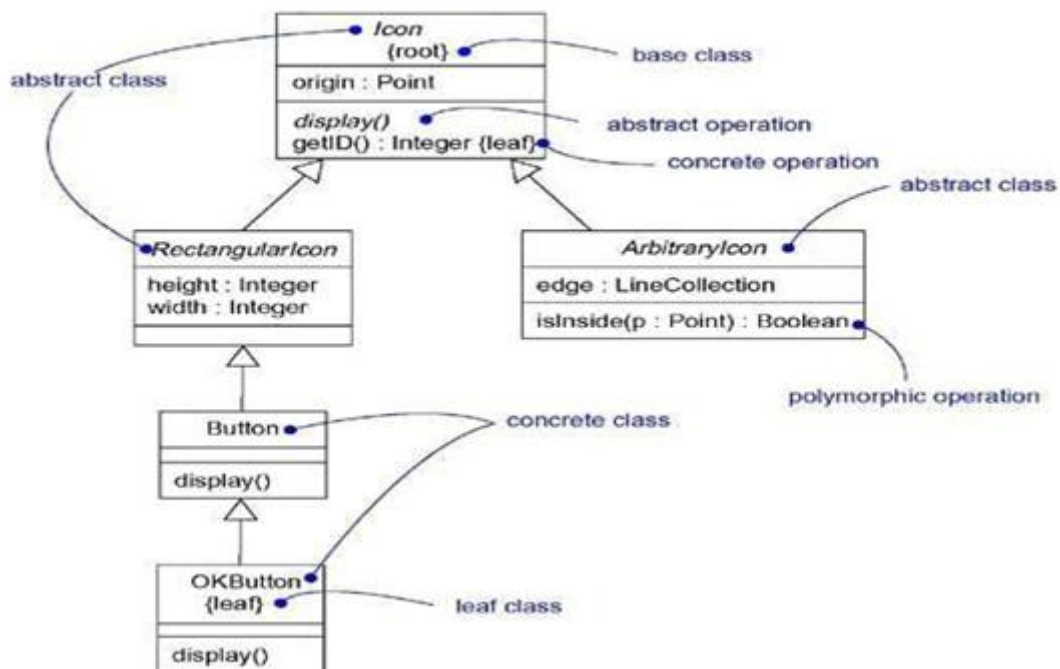 Icon
{root}
base class
abstract class
origin : Point
display()
abstract operation
getID() : Integer {leaf}
concrete operation
abstract class
RectangularIcon
ArbitraryIcon
height : Integer
width : Integer
edge : LineCollection
isInside(p : Point) : Boolean
polymorphic operation
Button
concrete class
display()
OKButton
{leaf}
leaf class
display()